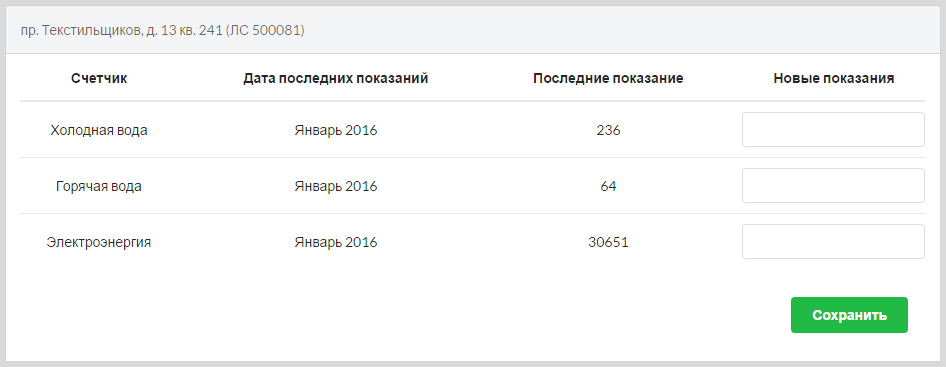 пр. Текстильщиков, д. 13 кв. 241 (ЛС 500081)
Счетчик Дата последних показаний Последние показание Новые показания
Холодная вода Январь 2016 236
Горячая вода Январь 2016 64
Электроэнергия Январь 2016 30651
Сохранить